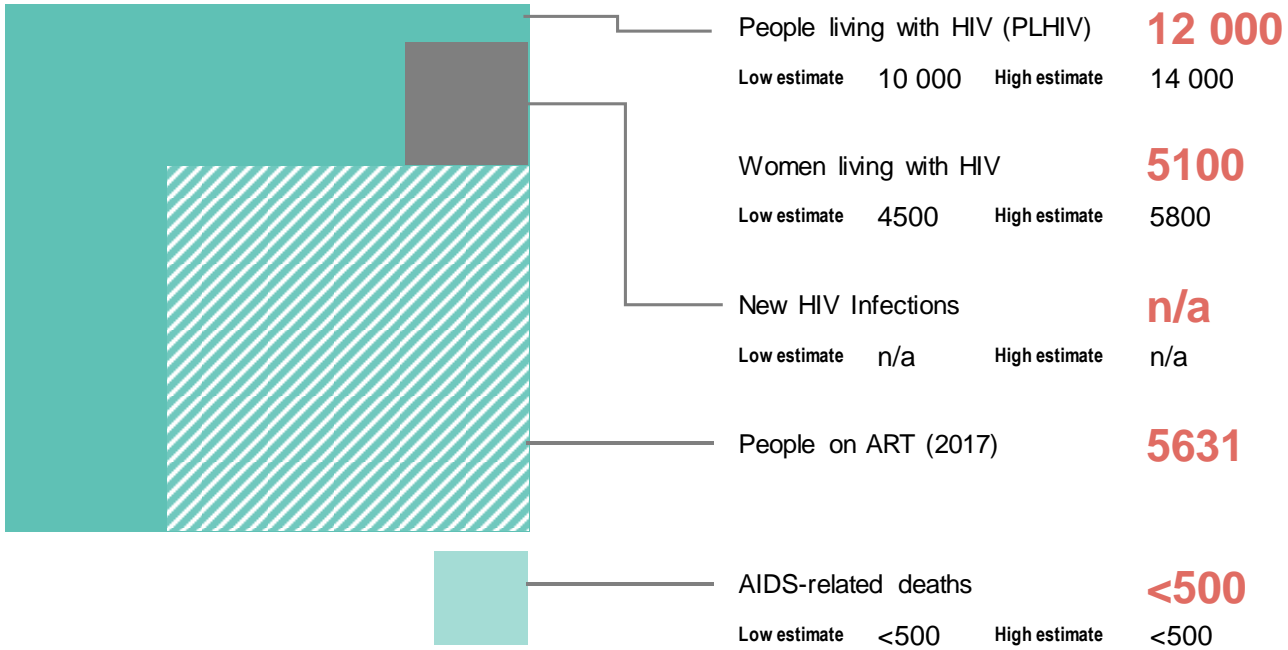 People living with HIV (PLHIV) 12 000
Low estimate 10 000 High estimate 14 000
Women living with HIV 5100
Low estimate 4500 High estimate 5800
New HIV Infections n/a
Low estimate n/a High estimate n/a
People on ART (2017) 5631
AIDS-related deaths <500
Low estimate <500 High estimate <500